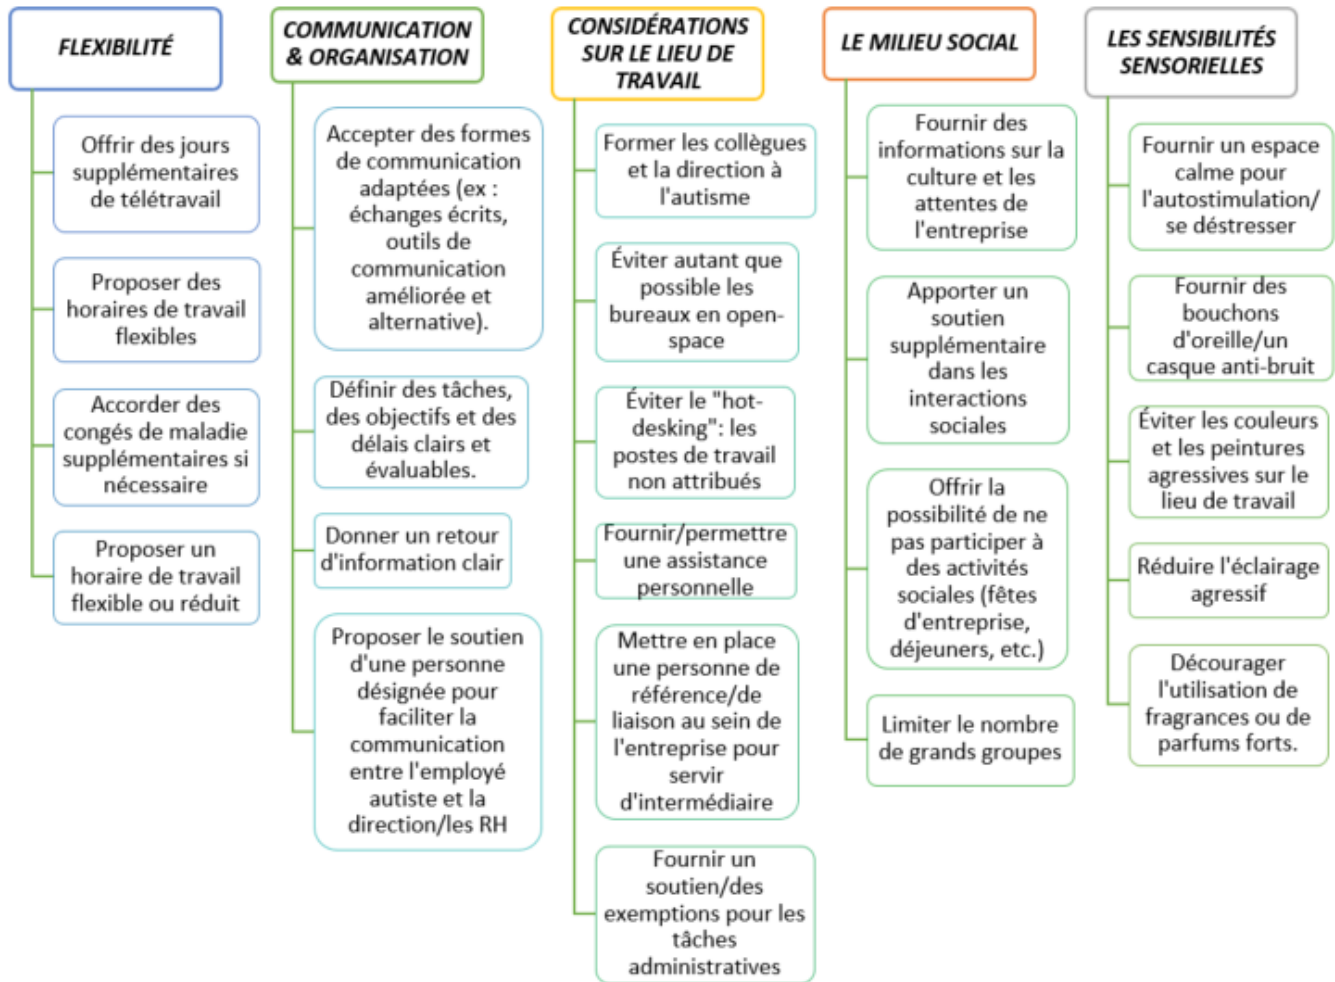 FLEXIBILITÉ
Offrir des jours
supplémentaires
de télétravail
Proposer des
horaires de travail
flexibles
Accorder des
congés de maladie
supplémentaires si
nécessaire
Proposer un
horaire de travail
flexible ou réduit
COMMUNICATION
& ORGANISATION
Accepter des formes
de communication
adaptées (ex :
échanges écrits,
outils de
communication
améliorée et
alternative).
Définir des tâches,
des objectifs et des
délais clairs et
évaluables.
Donner un retour
d'information clair
Proposer le soutien
d'une personne
désignée pour
faciliter la
communication
entre l'employé
autiste et la
direction/les RH
CONSIDÉRATIONS
SUR LE LIEU DE
TRAVAIL
Former les collègues
et la direction à
l'autisme
Éviter autant que
possible les
bureaux en open-
space
Éviter le "hot-
desking": les
postes de travail
non attribués
Fournir/permettre
une assistance
personnelle
Mettre en place
une personne de
référence/de
liaison au sein de
l'entreprise pour
servir
d'intermédiaire
Fournir un
soutien/des
exemptions pour les
tâches
administratives
LE MILIEU SOCIAL
Fournir des
informations sur la
culture et les
attentes de
l'entreprise
Apporter un
soutien
supplémentaire
dans les
interactions
sociales
Offrir la
possibilité de ne
pas participer à
des activités
sociales (fêtes
d'entreprise,
déjeuners, etc.)
Limiter le nombre
de grands groupes
LES SENSIBILITÉS
SENSORIELLES
Fournir un espace
calme pour
l'autostimulation/
se déstresser
Fournir des
bouchons
d'oreille/un
casque anti-bruit
Éviter les couleurs
et les peintures
agressives sur le
lieu de travail
Réduire l'éclairage
agressif
Décourager
l'utilisation de
fragrances ou de
parfums forts.